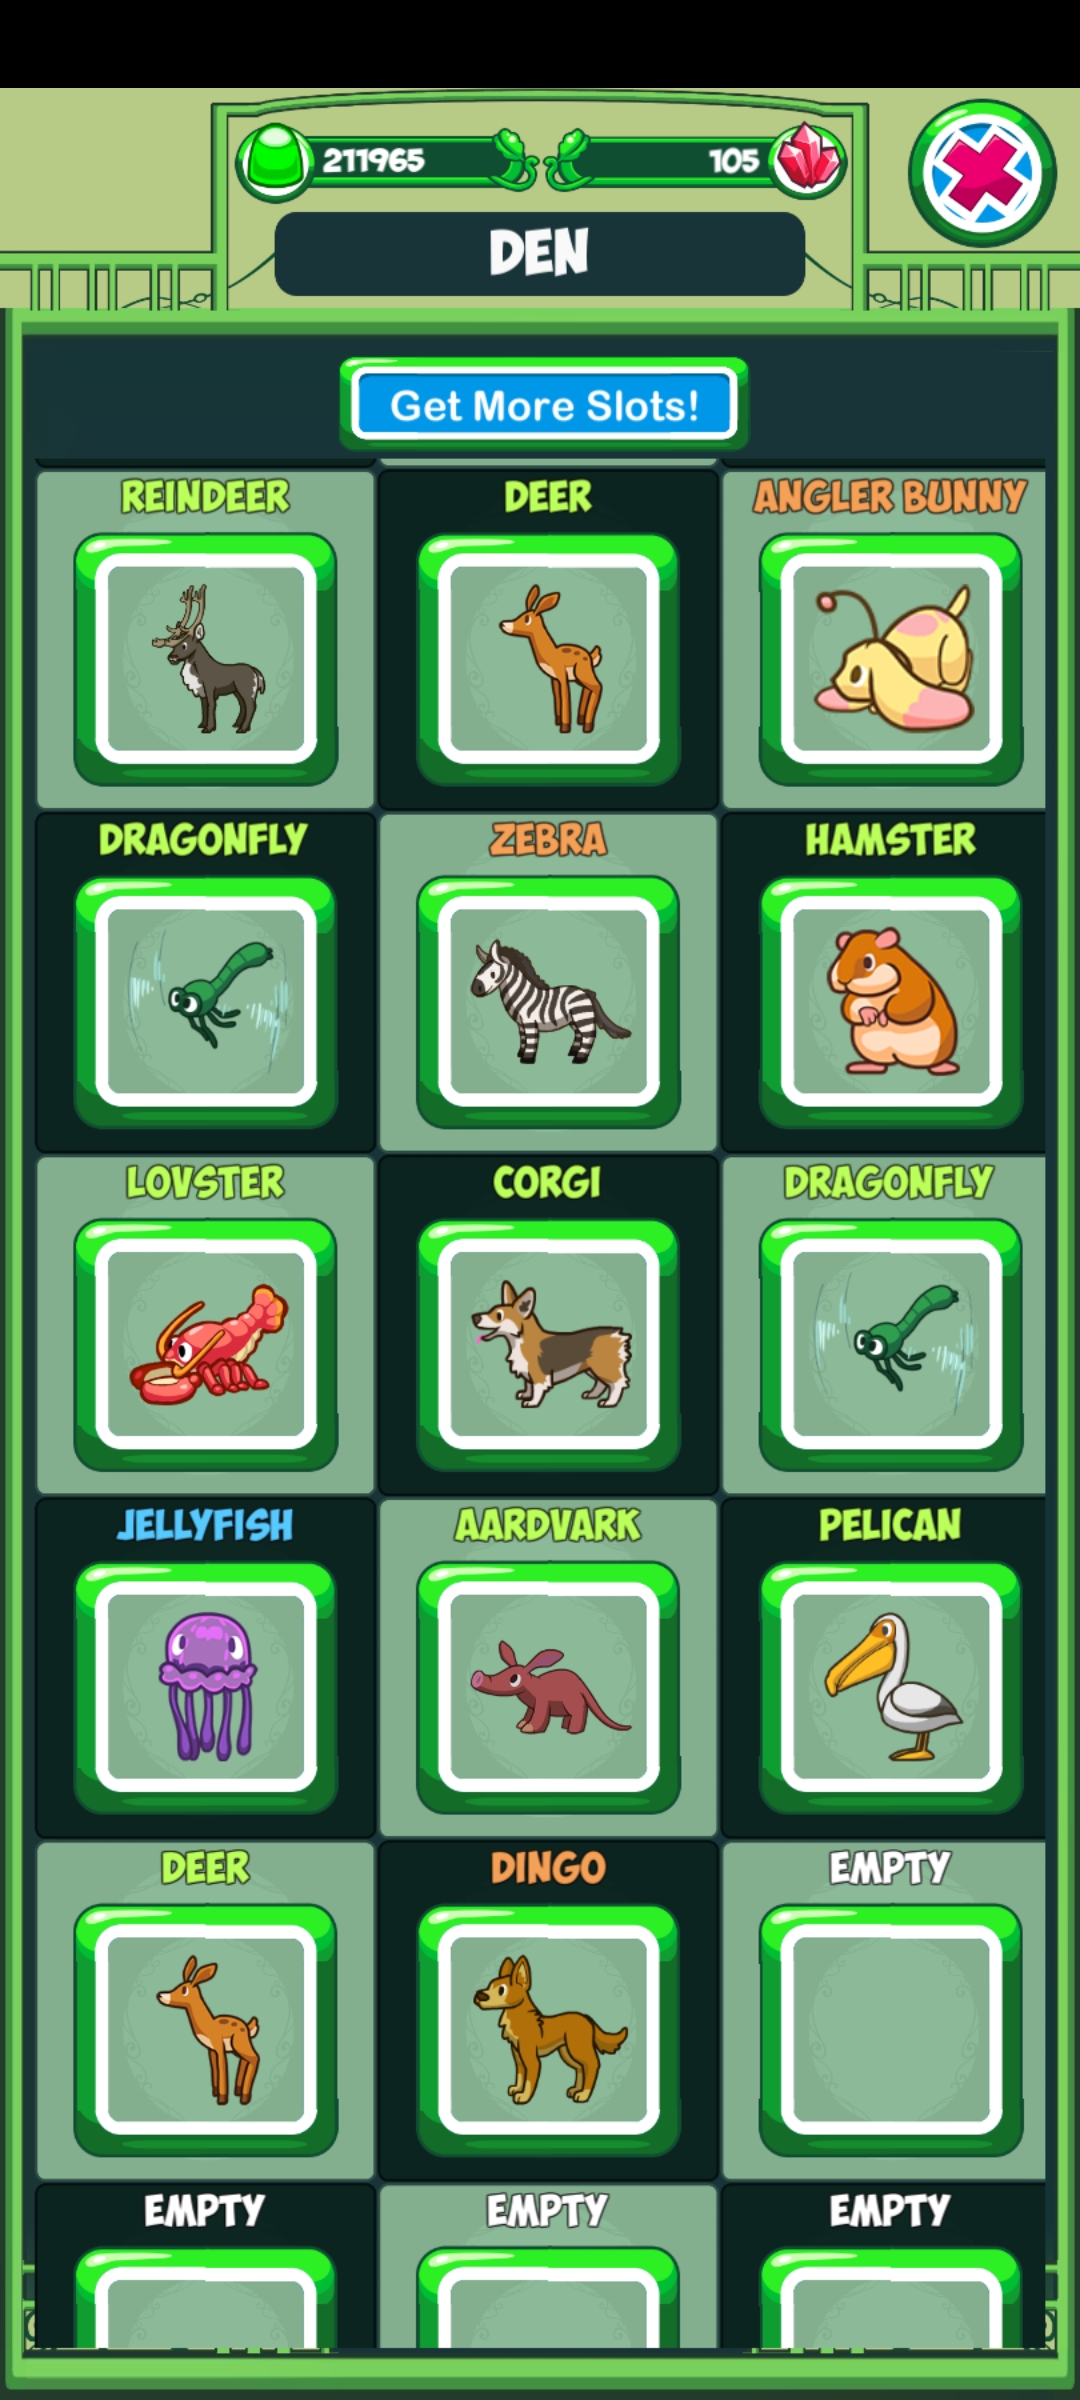 211965
105
DEN
Get More Slots!
REINDEER
DEER
ANGLER BUNNY
DRAGONFLY
ZEBRA
HAMSTER
LOVSTER
CORGI
DRAGONFLY
JELLYFISH
AARDVARK
PELICAN
DEER
DINGO
EMPTY
EMPTY
EMPTY
EMPTY